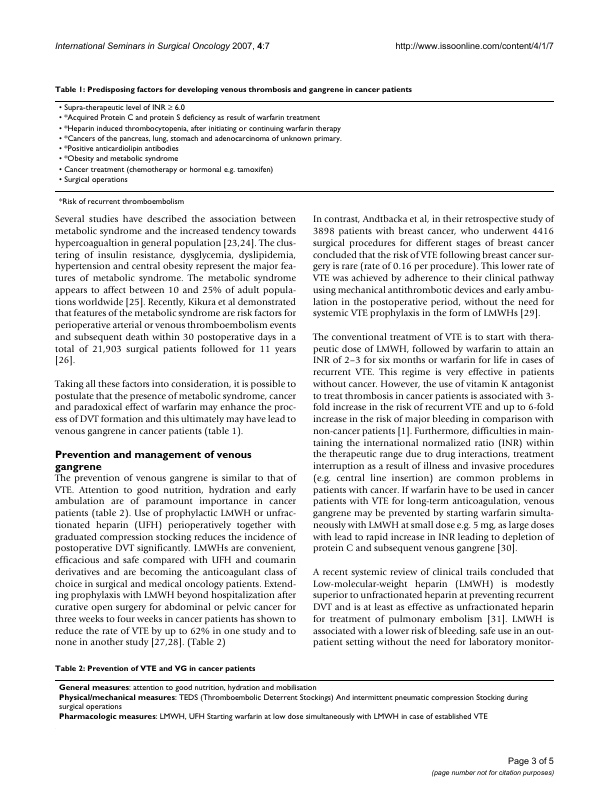 International Seminars in Surgical Oncology 2007, 4:7
http://www.issoonline.com/content/4/1/7
Table 1: Predisposing factors for developing venous thrombosis and gangrene in cancer patients
• Supra-therapeutic level of INR ≥ 6.0
• *Acquired Protein C and protein S deficiency as result of warfarin treatment
• *Heparin induced thrombocytopenia, after initiating or continuing warfarin therapy
• *Cancers of the pancreas, lung, stomach and adenocarcinoma of unknown primary.
• *Positive anticardiolipin antibodies
• *Obesity and metabolic syndrome
• Cancer treatment (chemotherapy or hormonal e.g. tamoxifen)
• Surgical operations
*Risk of recurrent thromboembolism
Several studies have described the association between
metabolic syndrome and the increased tendency towards
hypercoagualtion in general population [23,24]. The clus-
tering of insulin resistance, dysglycemia, dyslipidemia,
hypertension and central obesity represent the major fea-
tures of metabolic syndrome. The metabolic syndrome
appears to affect between 10 and 25% of adult popula-
tions worldwide [25]. Recently, Kikura et al demonstrated
that features of the metabolic syndrome are risk factors for
perioperative arterial or venous thromboembolism events
and subsequent death within 30 postoperative days in a
total of 21,903 surgical patients followed for 11 years
[26].
Taking all these factors into consideration, it is possible to
postulate that the presence of metabolic syndrome, cancer
and paradoxical effect of warfarin may enhance the proc-
ess of DVT formation and this ultimately may have lead to
venous gangrene in cancer patients (table 1).
Prevention and management of venous
gangrene
The prevention of venous gangrene is similar to that of
VTE. Attention to good nutrition, hydration and early
ambulation are of paramount importance in cancer
patients (table 2). Use of prophylactic LMWH or unfrac-
tionated heparin (UFH) perioperatively together with
graduated compression stocking reduces the incidence of
postoperative DVT significantly. LMWHs are convenient,
efficacious and safe compared with UFH and coumarin
derivatives and are becoming the anticoagulant class of
choice in surgical and medical oncology patients. Extend-
ing prophylaxis with LMWH beyond hospitalization after
curative open surgery for abdominal or pelvic cancer for
three weeks to four weeks in cancer patients has shown to
reduce the rate of VTE by up to 62% in one study and to
none in another study [27,28]. (Table 2)
In contrast, Andtbacka et al, in their retrospective study of
3898 patients with breast cancer, who underwent 4416
surgical procedures for different stages of breast cancer
concluded that the risk of VTE following breast cancer sur-
gery is rare (rate of 0.16 per procedure). This lower rate of
VTE was achieved by adherence to their clinical pathway
using mechanical antithrombotic devices and early ambu-
lation in the postoperative period, without the need for
systemic VTE prophylaxis in the form of LMWHs [29].
The conventional treatment of VTE is to start with thera-
peutic dose of LMWH, followed by warfarin to attain an
INR of 2–3 for six months or warfarin for life in cases of
recurrent VTE. This regime is very effective in patients
without cancer. However, the use of vitamin K antagonist
to treat thrombosis in cancer patients is associated with 3-
fold increase in the risk of recurrent VTE and up to 6-fold
increase in the risk of major bleeding in comparison with
non-cancer patients [1]. Furthermore, difficulties in main-
taining the international normalized ratio (INR) within
the therapeutic range due to drug interactions, treatment
interruption as a result of illness and invasive procedures
(e.g. central line insertion) are common problems in
patients with cancer. If warfarin have to be used in cancer
patients with VTE for long-term anticoagulation, venous
gangrene may be prevented by starting warfarin simulta-
neously with LMWH at small dose e.g. 5 mg, as large doses
with lead to rapid increase in INR leading to depletion of
protein C and subsequent venous gangrene [30].
A recent systemic review of clinical trails concluded that
Low-molecular-weight heparin (LMWH) is modestly
superior to unfractionated heparin at preventing recurrent
DVT and is at least as effective as unfractionated heparin
for treatment of pulmonary embolism [31]. LMWH is
associated with a lower risk of bleeding, safe use in an out-
patient setting without the need for laboratory monitor-
Table 2: Prevention of VTE and VG in cancer patients
General measures: attention to good nutrition, hydration and mobilisation
Physical/mechanical measures: TEDS (Thromboembolic Deterrent Stockings) And intermittent pneumatic compression Stocking during
surgical operations
Pharmacologic measures: LMWH, UFH Starting warfarin at low dose simultaneously with LMWH in case of established VTE
Page 3 of 5
(page number not for citation purposes)